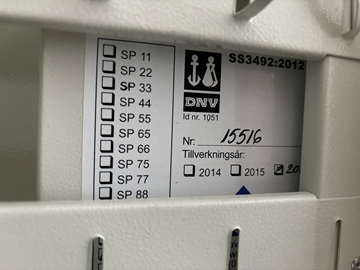 SP 11
SP 22
SP 33
SP 44
SP 55
SP 65
SP 66
SP 75
SP 77
SP 88
SS3492:2012
DNV
Id nr. 1051
Nr: 15516
Tillverkningsår:
2014 2015